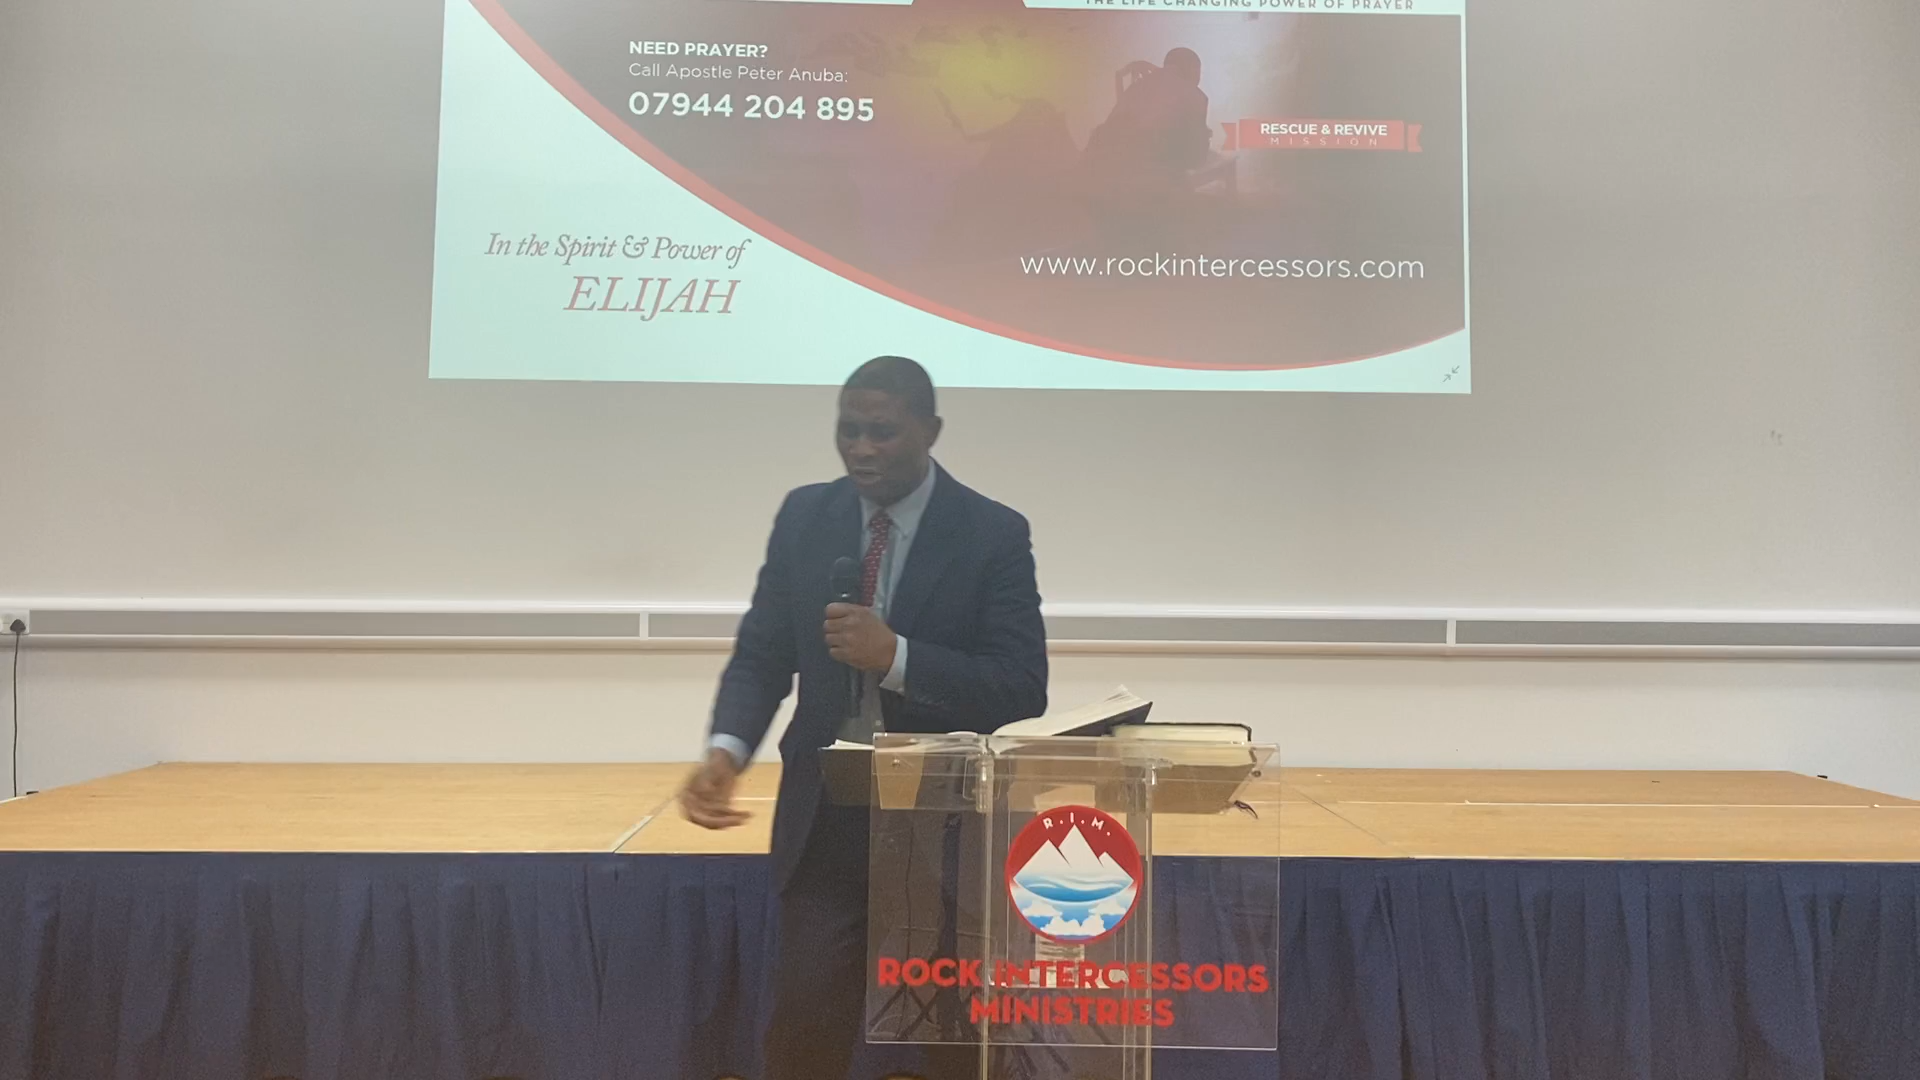 THE LIFE CHANGING POWER OF PRAYER
NEED PRAYER?
Call Apostle Peter Anuba:
07944 204 895
RESCUE & REVIVE
MISSION
In the Spirit & Power of
ELIJAH
www.rockintercessors.com
R.I.M.
ROCK INTERCESSORS
MINISTRIES